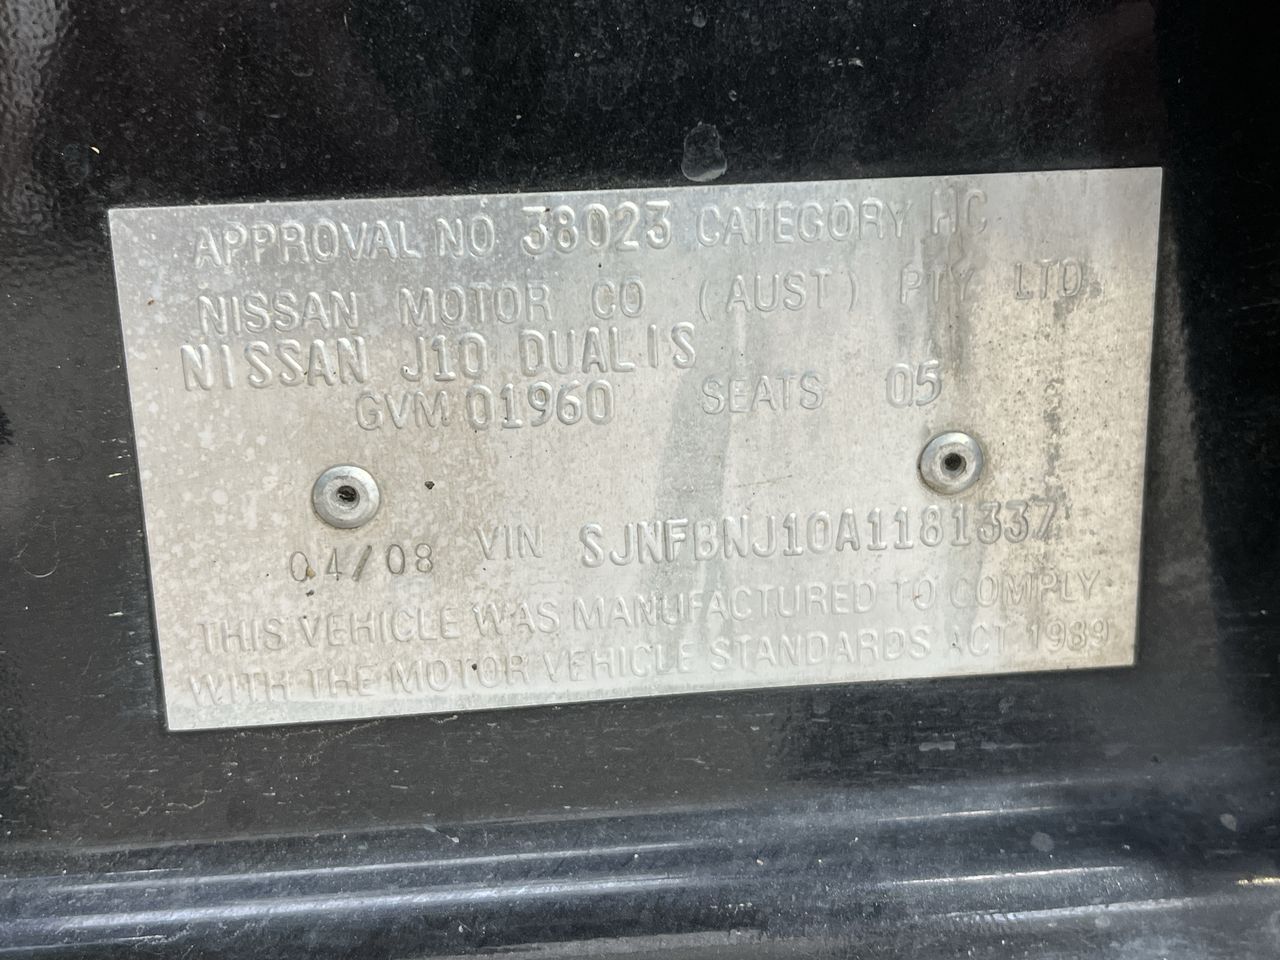 APPROVAL NO 38023 CATEGORY MC
NISSAN MOTOR CO (AUST) PTY LTD
NISSAN J10 DUALIS
GVM 01960 SEATS 05
04/08 VIN SJNFBNJ10A1181337
THIS VEHICLE WAS MANUFACTURED TO COMPLY
WITH THE MOTOR VEHICLE STANDARDS ACT 1989